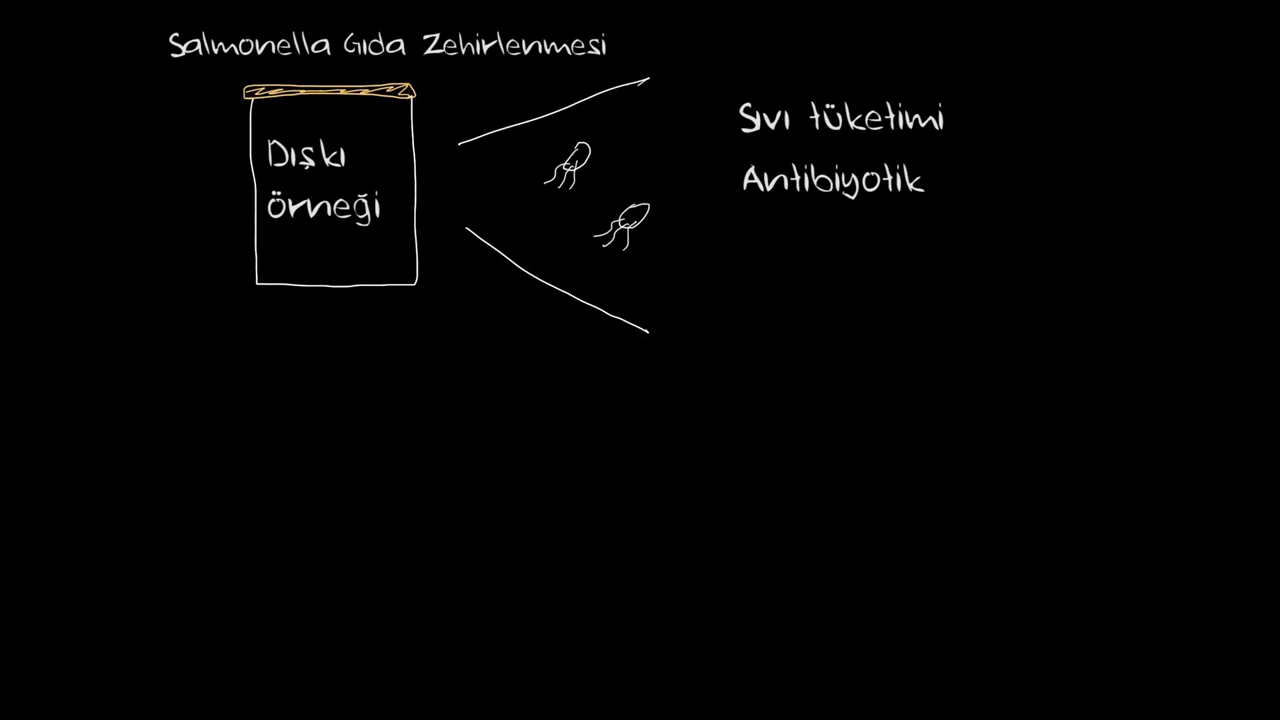 Salmonella Gıda Zehirlenmesi
Dışkı
örneği
Sıvı tüketimi
Antibiyotik